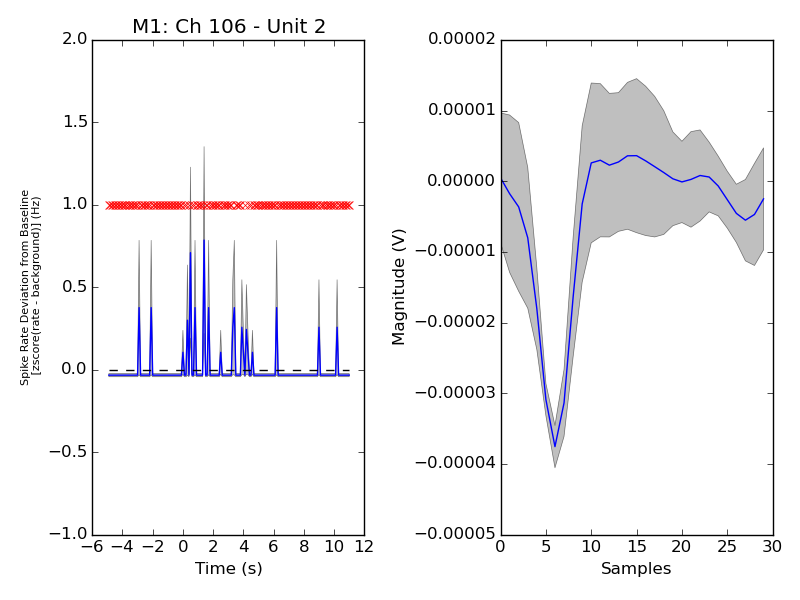 M1: Ch 106 - Unit 2
2.0
1.5
1.0
0.5
0.0
−0.5
−1.0
−6 −4 −2 0 2 4 6 8 10 12
Time (s)
Spike Rate Deviation from Baseline
[zscore(rate - background)] (Hz)
0.00002
0.00001
0.00000
−0.00001
−0.00002
−0.00003
−0.00004
−0.00005
0 5 10 15 20 25 30
Samples
Magnitude (V)